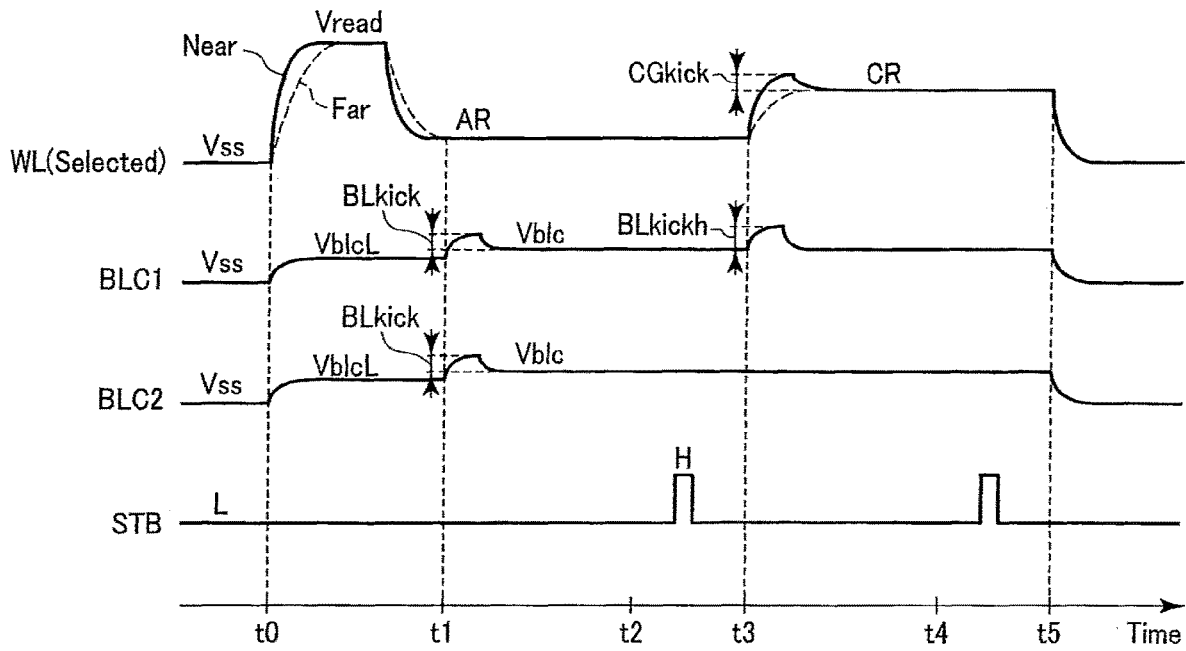 Vread
Near
Far
CGkick
CR
AR
Vss
WL(Selected)
BLkick
BLkickh
VblcL
Vblc
Vss
BLC1
BLkick
VblcL
Vblc
Vss
BLC2
H
L
STB
t0
t1
t2
t3
t4
t5
Time